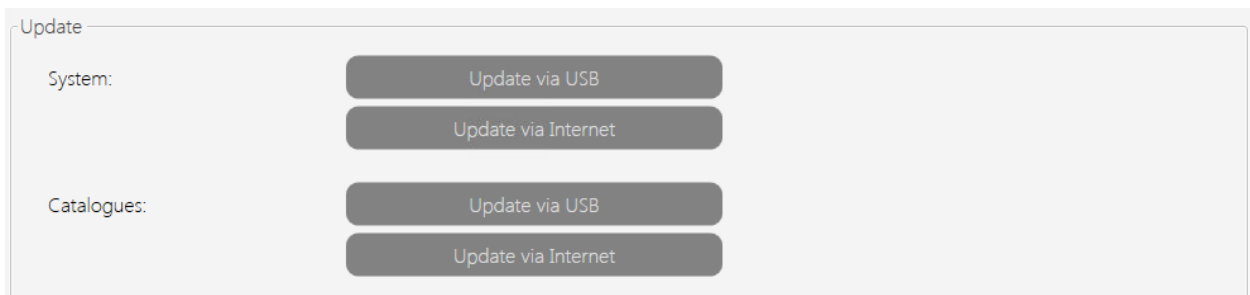 Update
System:
Update via USB
Update via Internet
Catalogues:
Update via USB
Update via Internet